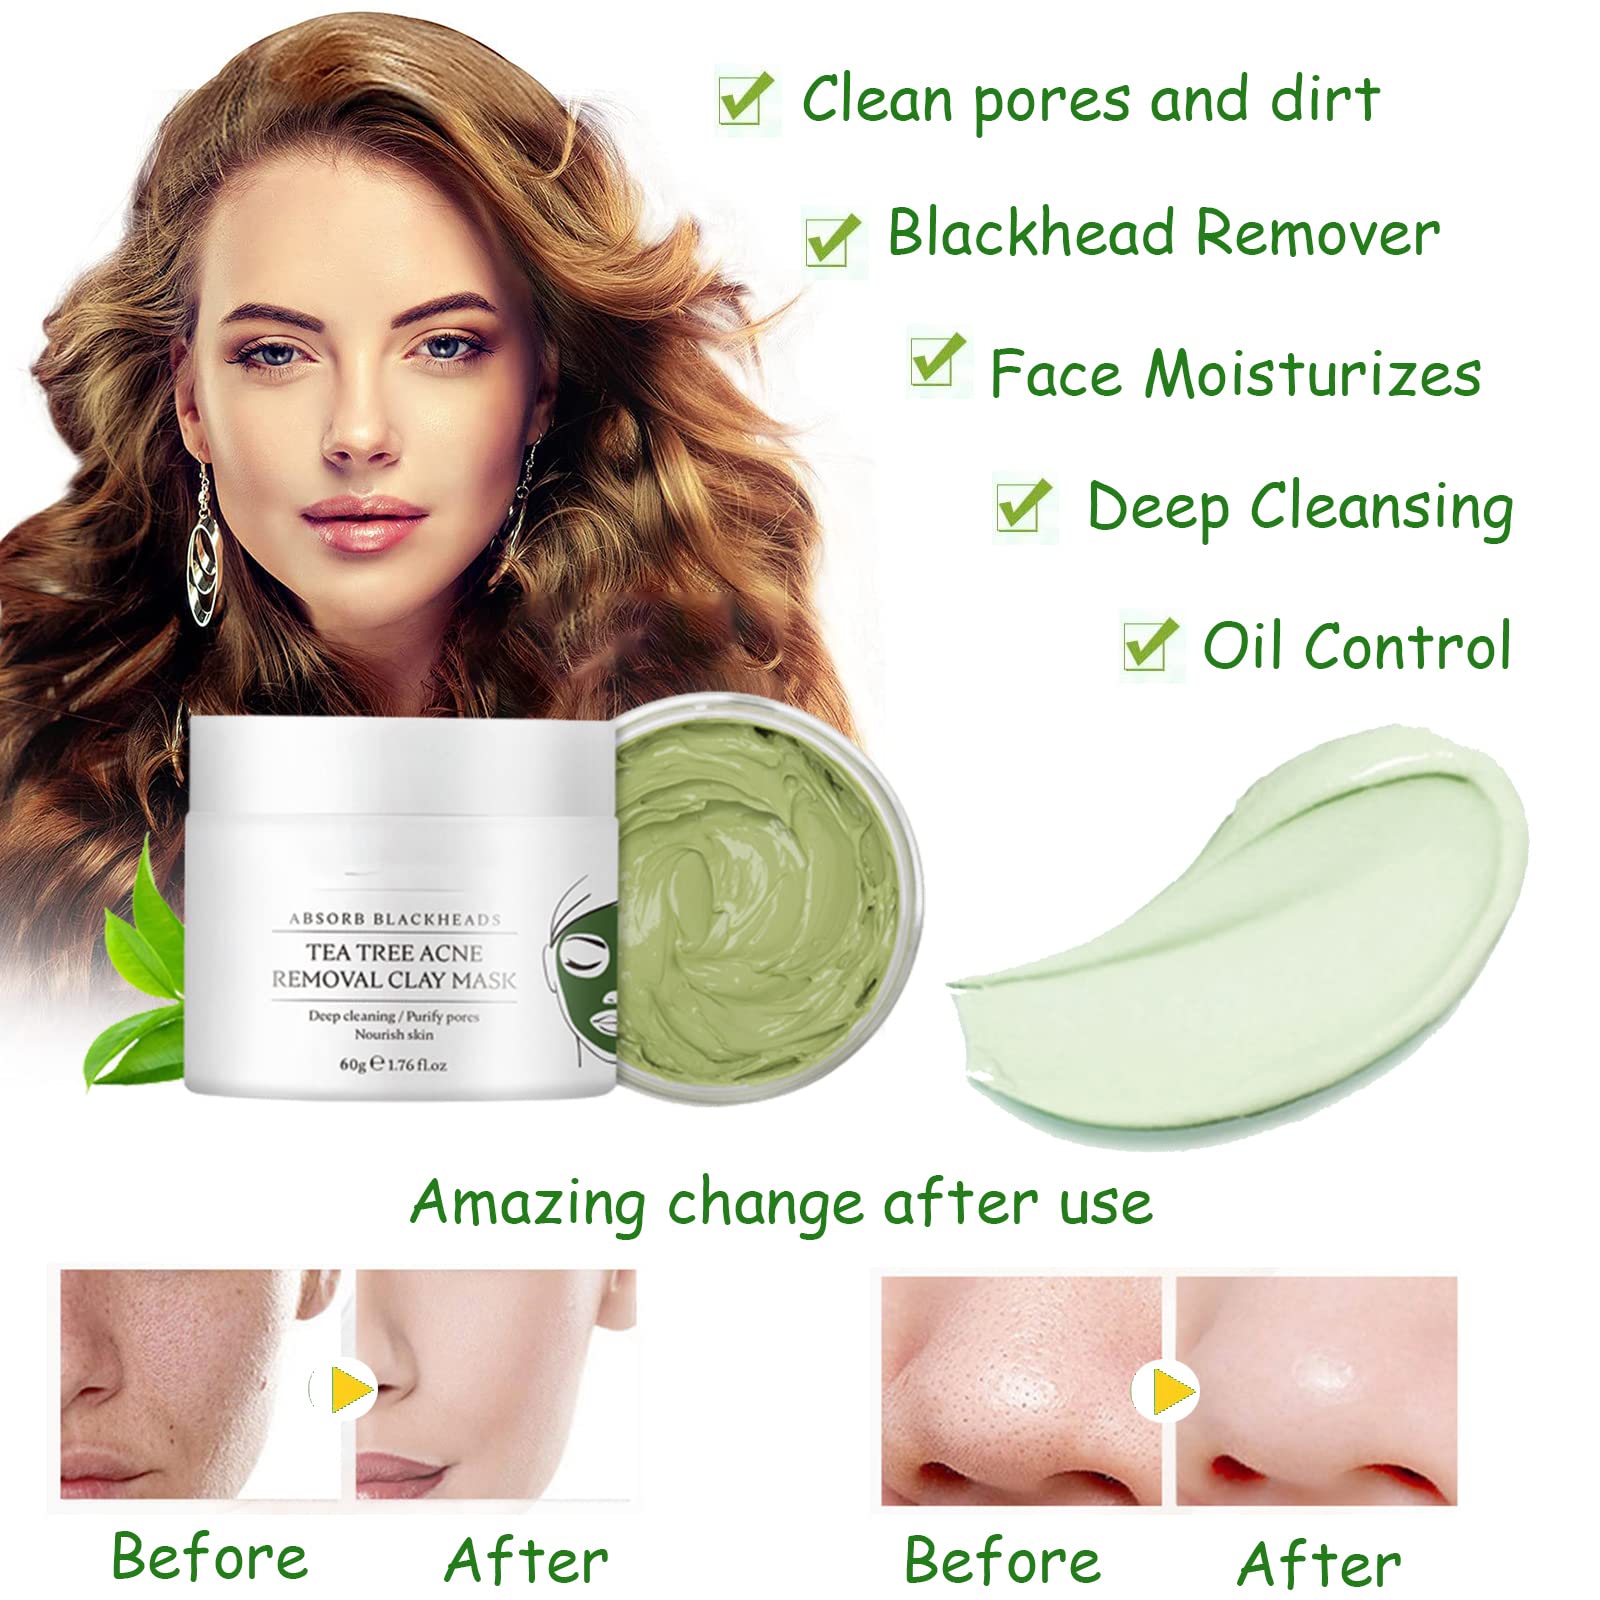 Clean pores and dirt
Blackhead Remover
Face Moisturizes
Deep Cleansing
Oil Control
ABSORB BLACKHEADS
TEA TREE ACNE
REMOVAL CLAY MASK
Deep cleaning / Purify pores
Nourish skin
60g ℮ 1.76 fl.oz
Amazing change after use
Before
After
Before
After